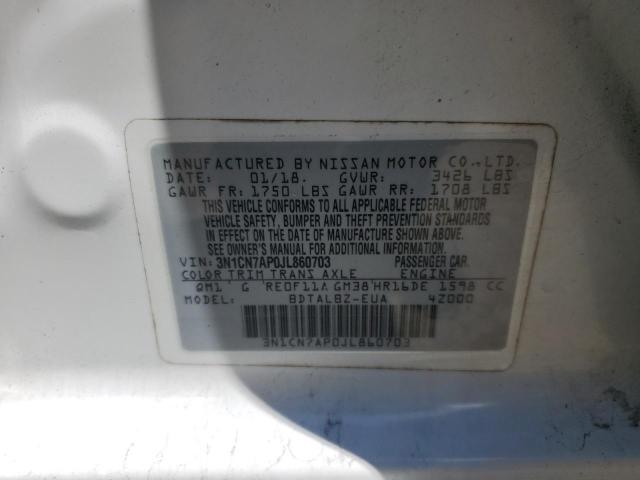 MANUFACTURED BY NISSAN MOTOR CO., LTD.
DATE: 01/18. GVWR: 3426 LBS
GAWR FR: 1750 LBS GAWR RR: 1708 LBS
THIS VEHICLE CONFORMS TO ALL APPLICABLE FEDERAL MOTOR
VEHICLE SAFETY, BUMPER AND THEFT PREVENTION STANDARDS
IN EFFECT ON THE DATE OF MANUFACTURE SHOWN ABOVE.
SEE OWNER'S MANUAL FOR ADDITIONAL INFORMATION.
VIN: 3N1CN7AP0JL860703 PASSENGER CAR.
COLOR TRIM TRANS AXLE ENGINE
QM1 G RE0F11A GM38 HR16DE 1598 CC
MODEL: BDTALBZ-EUA 4Z000
3N1CN7AP0JL860703